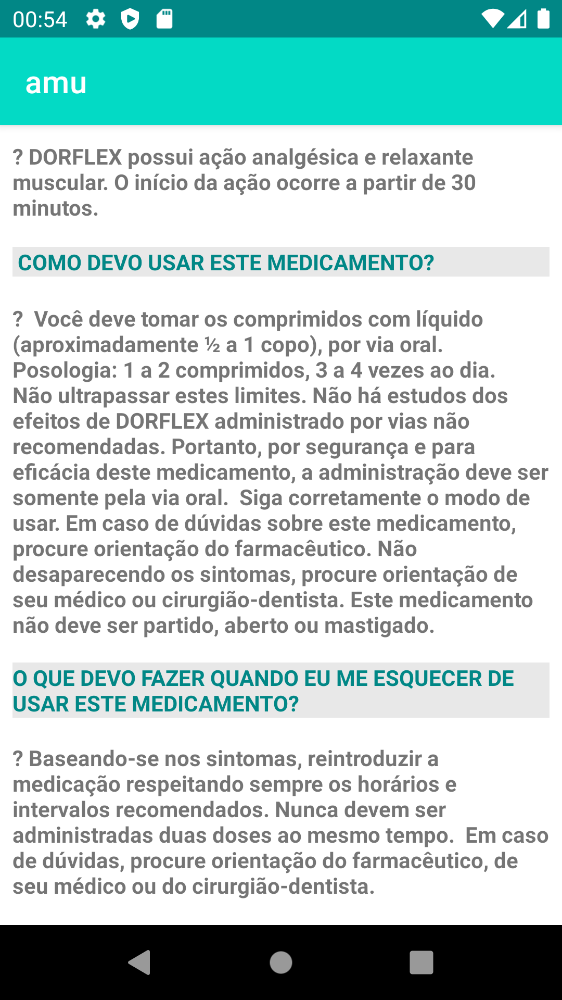 00:54
amu
? DORFLEX possui ação analgésica e relaxante
muscular. O início da ação ocorre a partir de 30
minutos.
COMO DEVO USAR ESTE MEDICAMENTO?
?  Você deve tomar os comprimidos com líquido
(aproximadamente ½ a 1 copo), por via oral.
Posologia: 1 a 2 comprimidos, 3 a 4 vezes ao dia.
Não ultrapassar estes limites. Não há estudos dos
efeitos de DORFLEX administrado por vias não
recomendadas. Portanto, por segurança e para
eficácia deste medicamento, a administração deve ser
somente pela via oral.  Siga corretamente o modo de
usar. Em caso de dúvidas sobre este medicamento,
procure orientação do farmacêutico. Não
desaparecendo os sintomas, procure orientação de
seu médico ou cirurgião-dentista. Este medicamento
não deve ser partido, aberto ou mastigado.
O QUE DEVO FAZER QUANDO EU ME ESQUECER DE
USAR ESTE MEDICAMENTO?
? Baseando-se nos sintomas, reintroduzir a
medicação respeitando sempre os horários e
intervalos recomendados. Nunca devem ser
administradas duas doses ao mesmo tempo.  Em caso
de dúvidas, procure orientação do farmacêutico, de
seu médico ou do cirurgião-dentista.